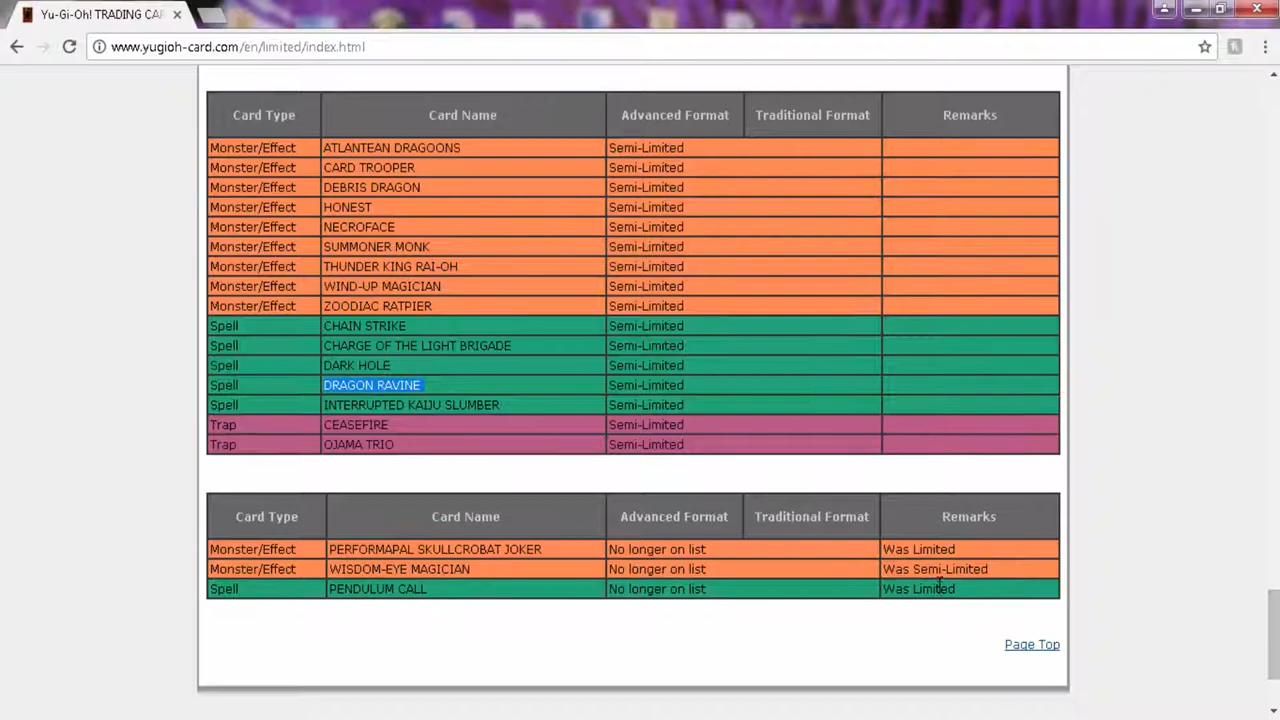 Yu-Gi-Oh! TRADING CAR
www.yugioh-card.com/en/limited/index.html
Card Type Card Name Advanced Format Traditional Format Remarks
Monster/Effect ATLANTEAN DRAGOONS Semi-Limited
Monster/Effect CARD TROOPER Semi-Limited
Monster/Effect DEBRIS DRAGON Semi-Limited
Monster/Effect HONEST Semi-Limited
Monster/Effect NECROFACE Semi-Limited
Monster/Effect SUMMONER MONK Semi-Limited
Monster/Effect THUNDER KING RAI-OH Semi-Limited
Monster/Effect WIND-UP MAGICIAN Semi-Limited
Monster/Effect ZOODIAC RATPIER Semi-Limited
Spell CHAIN STRIKE Semi-Limited
Spell CHARGE OF THE LIGHT BRIGADE Semi-Limited
Spell DARK HOLE Semi-Limited
Spell DRAGON RAVINE Semi-Limited
Spell INTERRUPTED KAIJU SLUMBER Semi-Limited
Trap CEASEFIRE Semi-Limited
Trap OJAMA TRIO Semi-Limited
Card Type Card Name Advanced Format Traditional Format Remarks
Monster/Effect PERFORMAPAL SKULLCROBAT JOKER No longer on list Was Limited
Monster/Effect WISDOM-EYE MAGICIAN No longer on list Was Semi-Limited
Spell PENDULUM CALL No longer on list Was Limited
Page Top